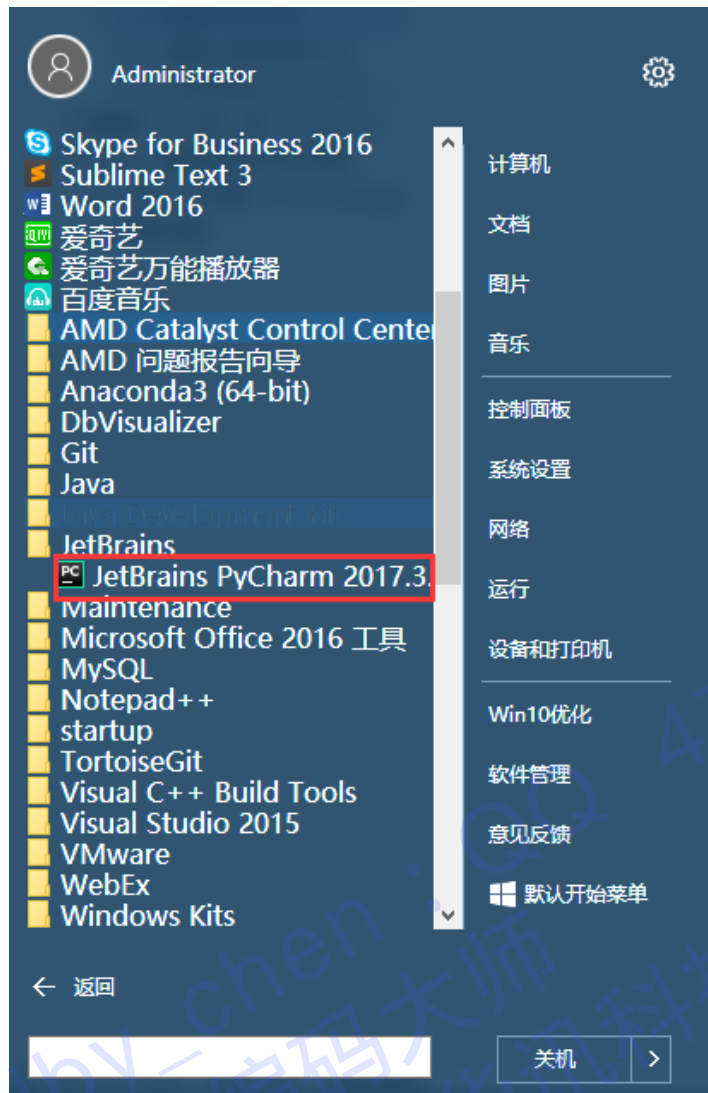 Administrator
Skype for Business 2016
Sublime Text 3
Word 2016
爱奇艺
爱奇艺万能播放器
百度音乐
AMD Catalyst Control Center
AMD 问题报告向导
Anaconda3 (64-bit)
DbVisualizer
Git
Java
Java Development Kit
JetBrains
JetBrains PyCharm 2017.3.
Maintenance
Microsoft Office 2016 工具
MySQL
Notepad++
startup
TortoiseGit
Visual C++ Build Tools
Visual Studio 2015
VMware
WebEx
Windows Kits
返回
计算机
文档
图片
音乐
控制面板
系统设置
网络
运行
设备和打印机
Win10优化
软件管理
意见反馈
默认开始菜单
关机